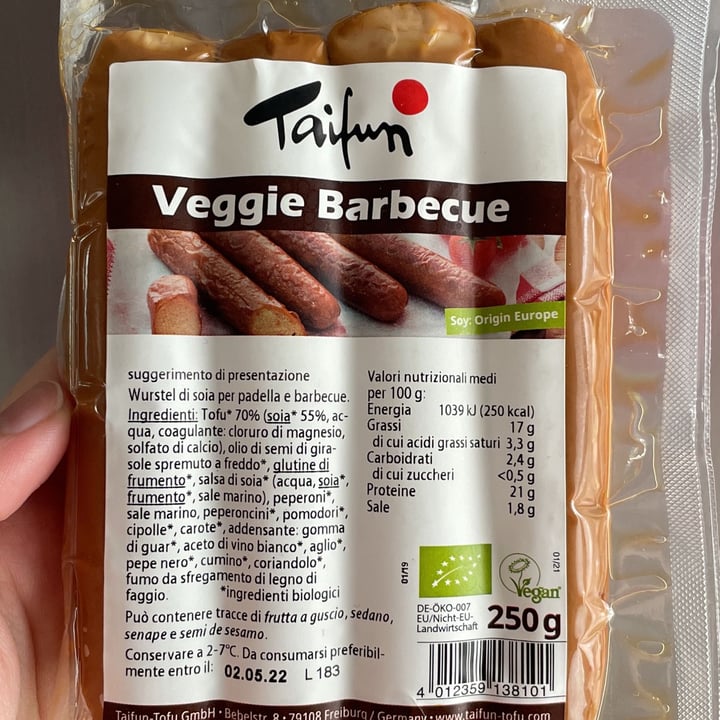 Taifun
Veggie Barbecue
Soy: Origin Europe
suggerimento di presentazione
Wurstel di soia per padella e barbecue.
Ingredienti: Tofu* 70% (soia* 55%, ac-
qua, coagulante: cloruro di magnesio,
solfato di calcio), olio di semi di gira-
sole spremuto a freddo*, glutine di
frumento*, salsa di soia* (acqua, soia*,
frumento*, sale marino), peperoni*,
sale marino, peperoncini*, pomodori*,
cipolle*, carote*, addensante: gomma
di guar*, aceto di vino bianco*, aglio*,
pepe nero*, cumino*, coriandolo*,
fumo da sfregamento di legno di
faggio. *ingredienti biologici
Può contenere tracce di frutta a guscio, sedano,
senape e semi de sesamo.
Conservare a 2-7°C. Da consumarsi preferibil-
mente entro il: 02.05.22 L 183
Valori nutrizionali medi
per 100 g:
Energia 1039 kJ (250 kcal)
Grassi 17 g
di cui acidi grassi saturi 3,3 g
Carboidrati 2,4 g
di cui zuccheri <0,5 g
Proteine 21 g
Sale 1,8 g
01/19
01/21
Vegan
DE-ÖKO-007
EU/Nicht-EU-
Landwirtschaft
250 g
4 012359 138101
Taifun-Tofu GmbH • Bebelstr. 8 • 79108 Freiburg / Germany • www.taifun-tofu.com